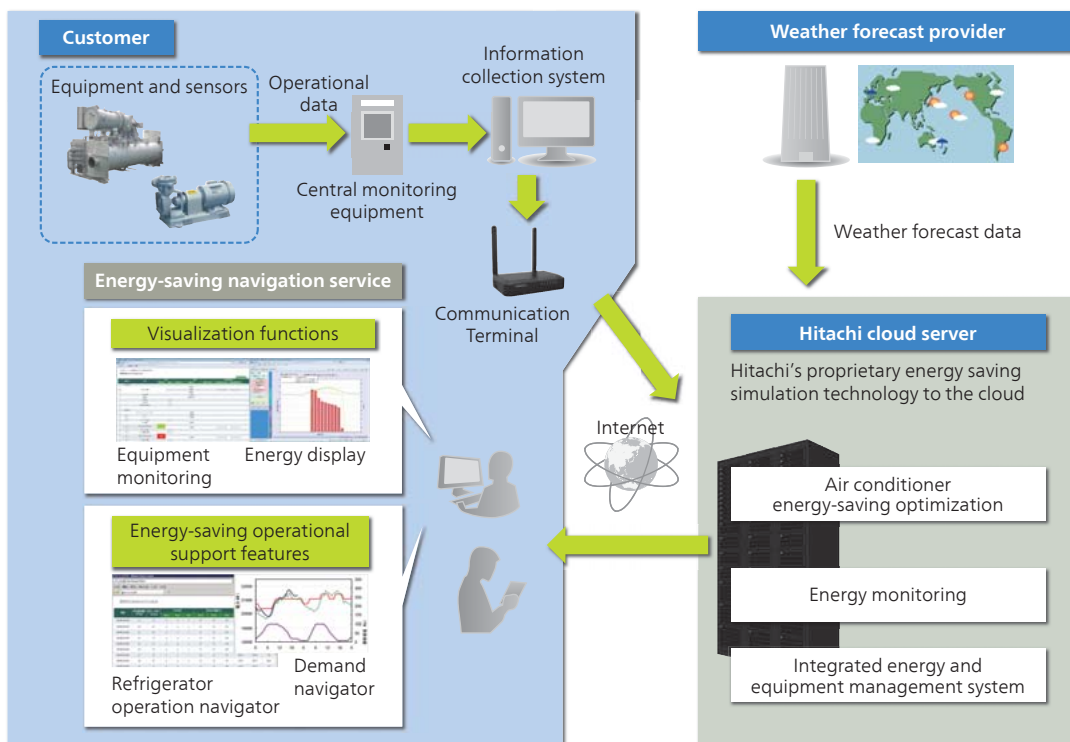 Customer
Equipment and sensors
Operational
data
Central monitoring
equipment
Information
collection system
Communication
Terminal
Weather forecast provider
Weather forecast data
Energy-saving navigation service
Visualization functions
Equipment
monitoring
Energy display
Energy-saving operational
support features
Refrigerator
operation navigator
Demand
navigator
Internet
Hitachi cloud server
Hitachi's proprietary energy saving
simulation technology to the cloud
Air conditioner
energy-saving optimization
Energy monitoring
Integrated energy and
equipment management system